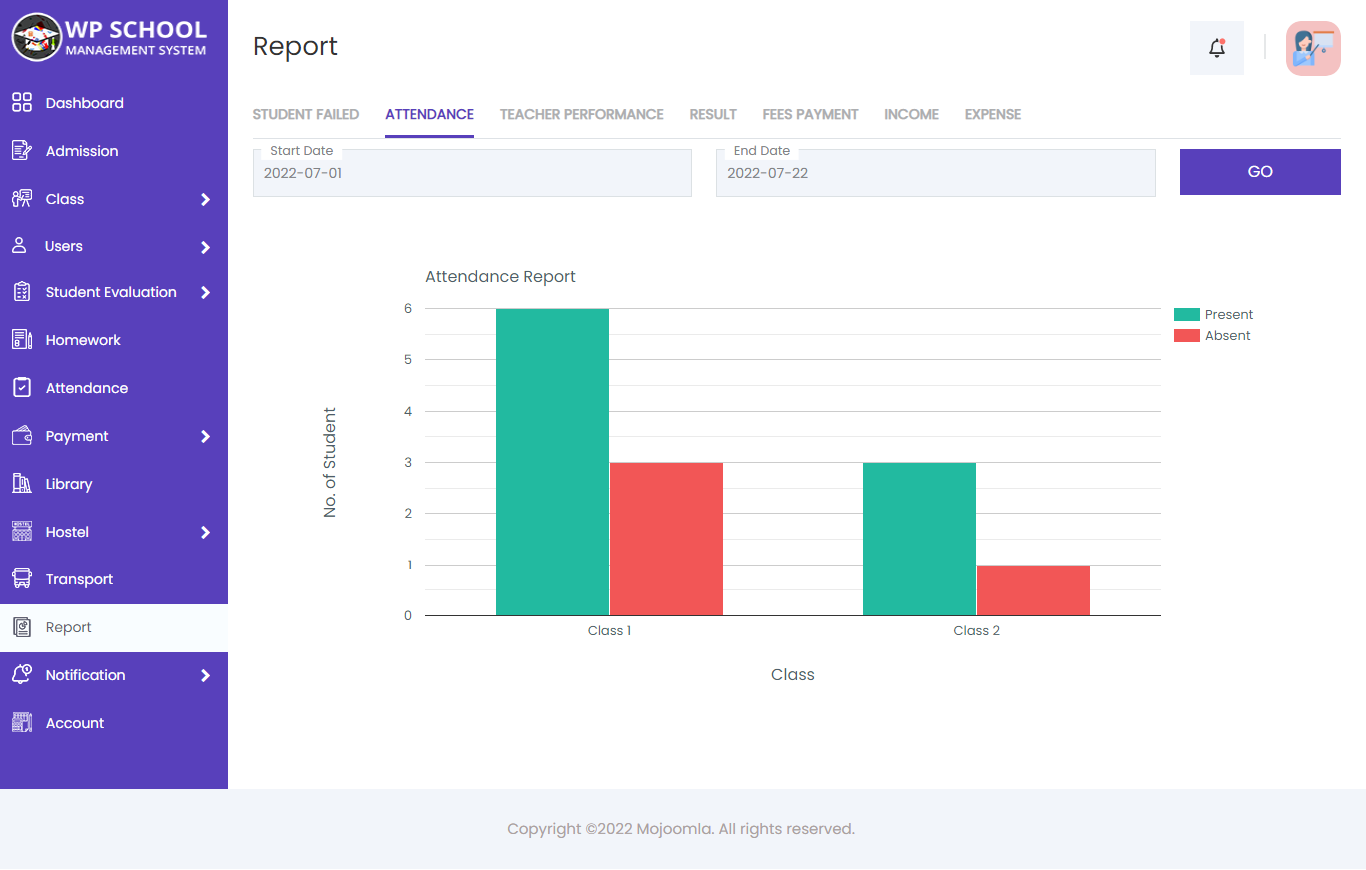 WP SCHOOL
MANAGEMENT SYSTEM
Dashboard
Admission
Class
Users
Student Evaluation
Homework
Attendance
Payment
Library
Hostel
Transport
Report
Notification
Account
Report
STUDENT FAILED ATTENDANCE TEACHER PERFORMANCE RESULT FEES PAYMENT INCOME EXPENSE
Start Date
2022-07-01
End Date
2022-07-22
GO
Attendance Report
6
5
4
3
2
1
0
No. of Student
Class 1 Class 2
Class
Present
Absent
Copyright ©2022 Mojoomla. All rights reserved.